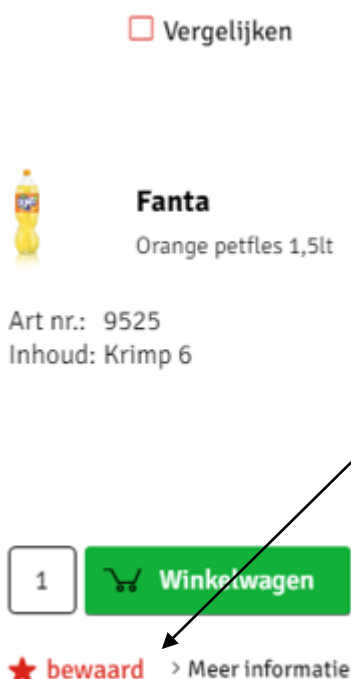 Vergelijken
Fanta
Orange petfles 1,5lt
Art nr.: 9525
Inhoud: Krimp 6
1 Winkelwagen
bewaard > Meer informatie